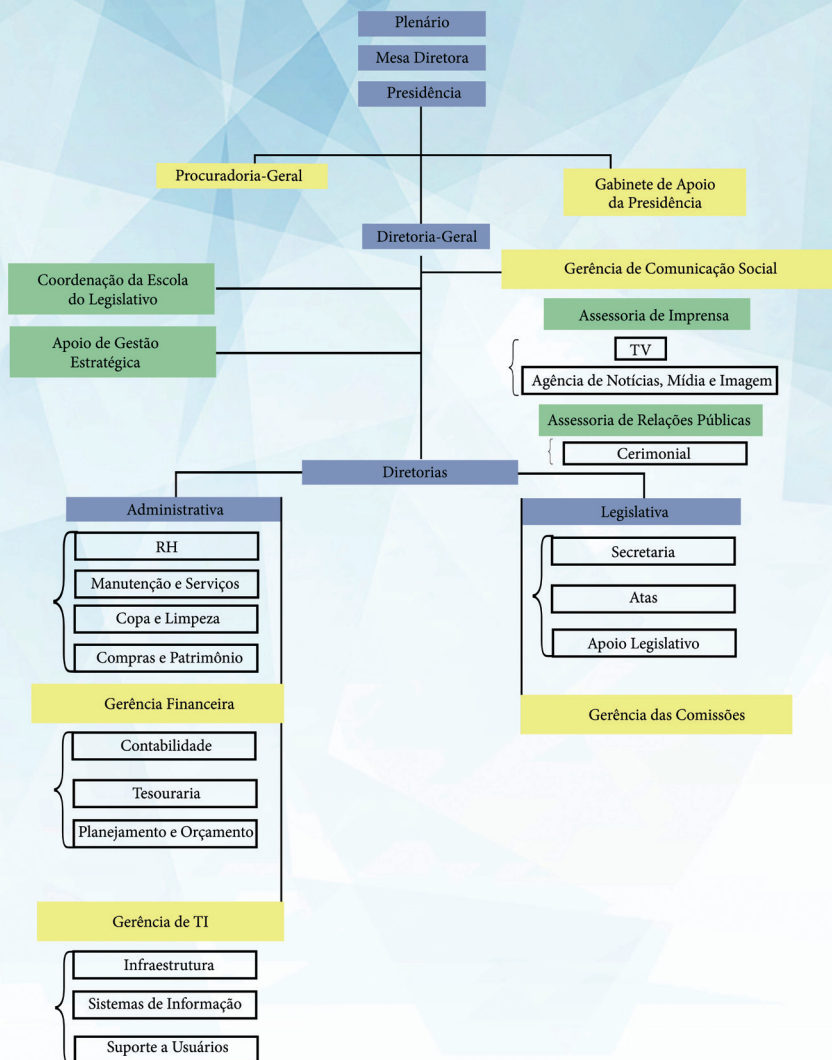 Plenário
Mesa Diretora
Presidência
Procuradoria-Geral
Gabinete de Apoio
da Presidência
Diretoria-Geral
Gerência de Comunicação Social
Coordenação da Escola
do Legislativo
Assessoria de Imprensa
Apoio de Gestão
Estratégica
TV
Agência de Notícias, Mídia e Imagem
Assessoria de Relações Públicas
Cerimonial
Diretorias
Administrativa
RH
Manutenção e Serviços
Copa e Limpeza
Compras e Patrimônio
Gerência Financeira
Contabilidade
Tesouraria
Planejamento e Orçamento
Gerência de TI
Infraestrutura
Sistemas de Informação
Suporte a Usuários
Legislativa
Secretaria
Atas
Apoio Legislativo
Gerência das Comissões